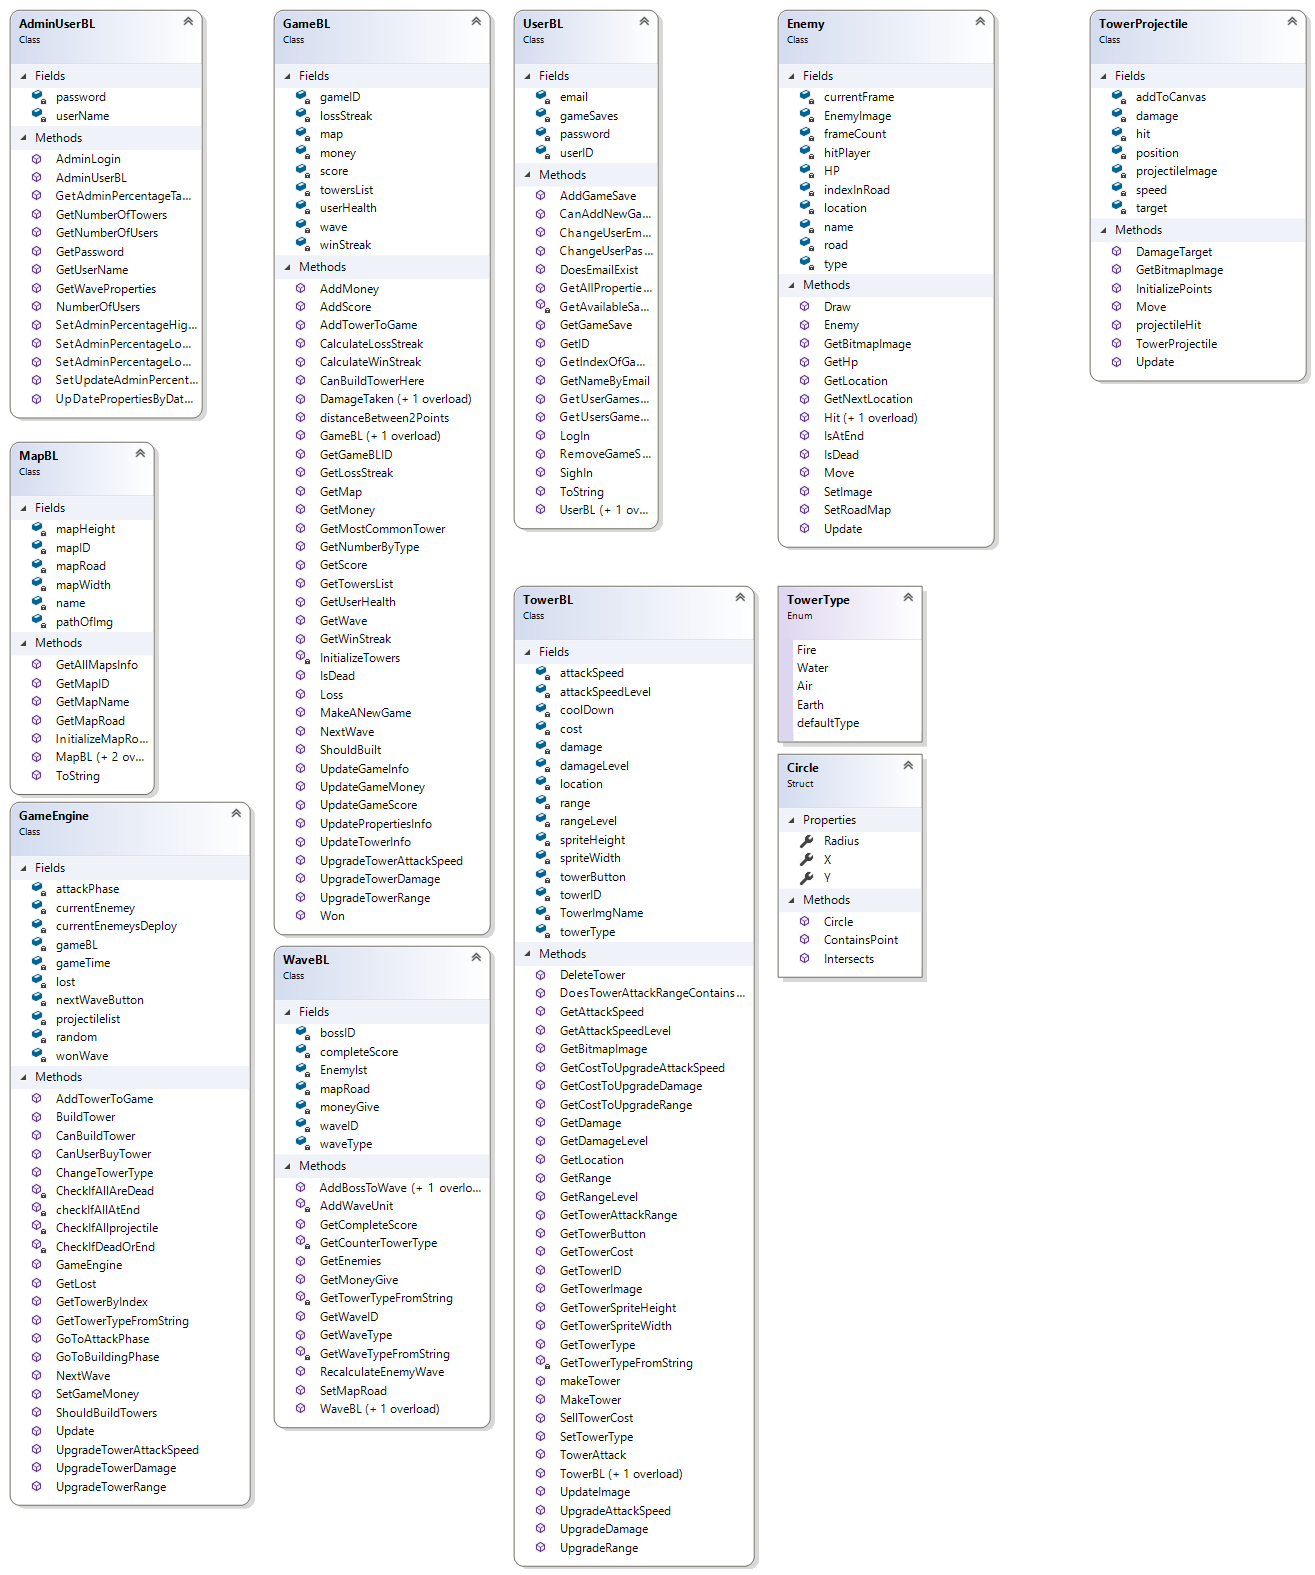 AdminUserBL
Class
Fields
password
userName
Methods
AdminLogin
AdminUserBL
GetAdminPercentageTa...
GetNumberOfTowers
GetNumberOfUsers
GetPassword
GetUserName
GetWaveProperties
NumberOfUsers
SetAdminPercentageHig...
SetAdminPercentageLo...
SetAdminPercentageLo...
SetUpdateAdminPercent...
UpDatePropertiesByDat...
MapBL
Class
Fields
mapHeight
mapID
mapRoad
mapWidth
name
pathOfImg
Methods
GetAllMapsInfo
GetMapID
GetMapName
GetMapRoad
InitializeMapRo...
MapBL (+ 2 ov...
ToString
GameEngine
Class
Fields
attackPhase
currentEnemey
currentEnemeysDeploy
gameBL
gameTime
lost
nextWaveButton
projectilelist
random
wonWave
Methods
AddTowerToGame
BuildTower
CanBuildTower
CanUserBuyTower
ChangeTowerType
CheckIfAllAreDead
checkIfAllAtEnd
CheckIfAllprojectile
CheckIfDeadOrEnd
GameEngine
GetLost
GetTowerByIndex
GetTowerTypeFromString
GoToAttackPhase
GoToBuildingPhase
NextWave
SetGameMoney
ShouldBuildTowers
Update
UpgradeTowerAttackSpeed
UpgradeTowerDamage
UpgradeTowerRange
GameBL
Class
Fields
gameID
lossStreak
map
money
score
towersList
userHealth
wave
winStreak
Methods
AddMoney
AddScore
AddTowerToGame
CalculateLossStreak
CalculateWinStreak
CanBuildTowerHere
DamageTaken (+ 1 overload)
distanceBetween2Points
GameBL (+ 1 overload)
GetGameBLID
GetLossStreak
GetMap
GetMoney
GetMostCommonTower
GetNumberByType
GetScore
GetTowersList
GetUserHealth
GetWave
GetWinStreak
InitializeTowers
IsDead
Loss
MakeANewGame
NextWave
ShouldBuilt
UpdateGameInfo
UpdateGameMoney
UpdateGameScore
UpdatePropertiesInfo
UpdateTowerInfo
UpgradeTowerAttackSpeed
UpgradeTowerDamage
UpgradeTowerRange
Won
WaveBL
Class
Fields
bossID
completeScore
Enemylst
mapRoad
moneyGive
waveID
waveType
Methods
AddBossToWave (+ 1 overlo...
AddWaveUnit
GetCompleteScore
GetCounterTowerType
GetEnemies
GetMoneyGive
GetTowerTypeFromString
GetWaveID
GetWaveType
GetWaveTypeFromString
RecalculateEnemyWave
SetMapRoad
WaveBL (+ 1 overload)
UserBL
Class
Fields
email
gameSaves
password
userID
Methods
AddGameSave
CanAddNewGa...
ChangeUserEm...
ChangeUserPas...
DoesEmailExist
GetAllPropertie...
GetAvailableSa...
GetGameSave
GetID
GetIndexOfGa...
GetNameByEmail
GetUserGames...
GetUsersGame...
LogIn
RemoveGameS...
SighIn
ToString
UserBL (+ 1 ov...
TowerBL
Class
Fields
attackSpeed
attackSpeedLevel
coolDown
cost
damage
damageLevel
location
range
rangeLevel
spriteHeight
spriteWidth
towerButton
towerID
TowerImgName
towerType
Methods
DeleteTower
DoesTowerAttackRangeContains...
GetAttackSpeed
GetAttackSpeedLevel
GetBitmapImage
GetCostToUpgradeAttackSpeed
GetCostToUpgradeDamage
GetCostToUpgradeRange
GetDamage
GetDamageLevel
GetLocation
GetRange
GetRangeLevel
GetTowerAttackRange
GetTowerButton
GetTowerCost
GetTowerID
GetTowerImage
GetTowerSpriteHeight
GetTowerSpriteWidth
GetTowerType
GetTowerTypeFromString
makeTower
MakeTower
SellTowerCost
SetTowerType
TowerAttack
TowerBL (+ 1 overload)
UpdateImage
UpgradeAttackSpeed
UpgradeDamage
UpgradeRange
Enemy
Class
Fields
currentFrame
EnemyImage
frameCount
hitPlayer
HP
indexInRoad
location
name
road
type
Methods
Draw
Enemy
GetBitmapImage
GetHp
GetLocation
GetNextLocation
Hit (+ 1 overload)
IsAtEnd
IsDead
Move
SetImage
SetRoadMap
Update
TowerType
Enum
Fire
Water
Air
Earth
defaultType
Circle
Struct
Properties
Radius
X
Y
Methods
Circle
ContainsPoint
Intersects
TowerProjectile
Class
Fields
addToCanvas
damage
hit
position
projectileImage
speed
target
Methods
DamageTarget
GetBitmapImage
InitializePoints
Move
projectileHit
TowerProjectile
Update